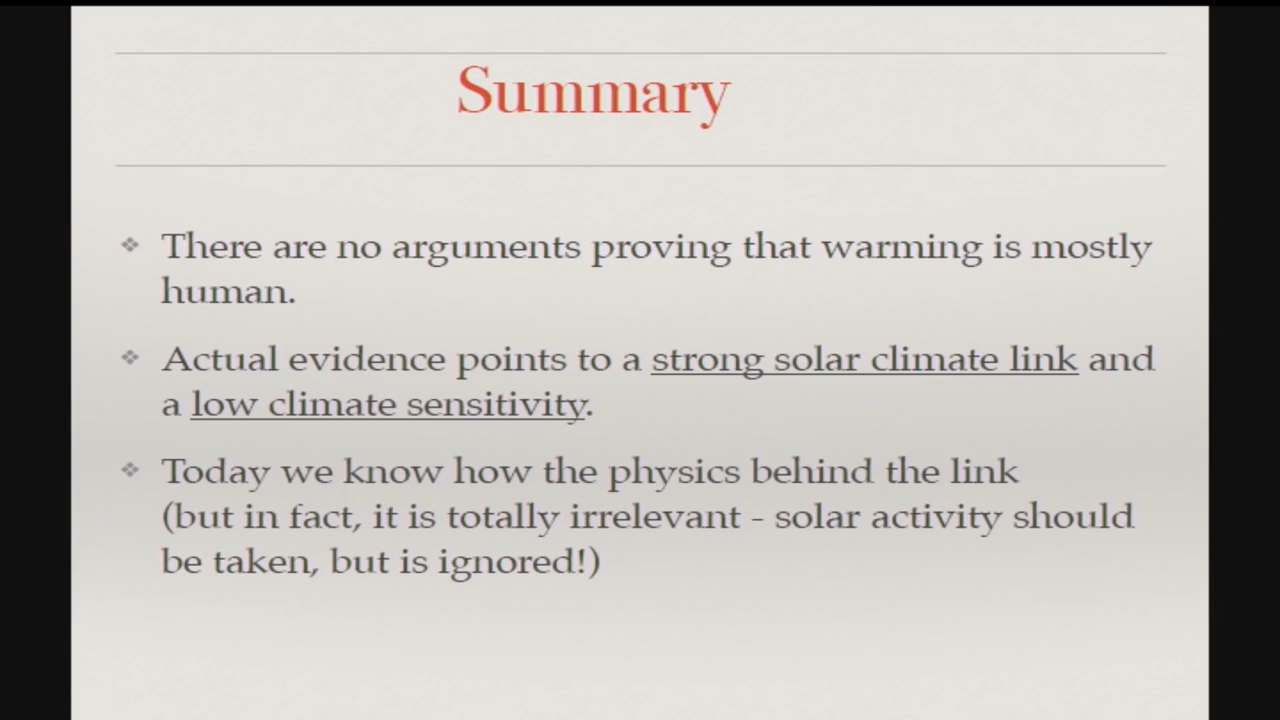 Summary
There are no arguments proving that warming is mostly
human.
Actual evidence points to a strong solar climate link and
a low climate sensitivity.
Today we know how the physics behind the link
(but in fact, it is totally irrelevant - solar activity should
be taken, but is ignored!)